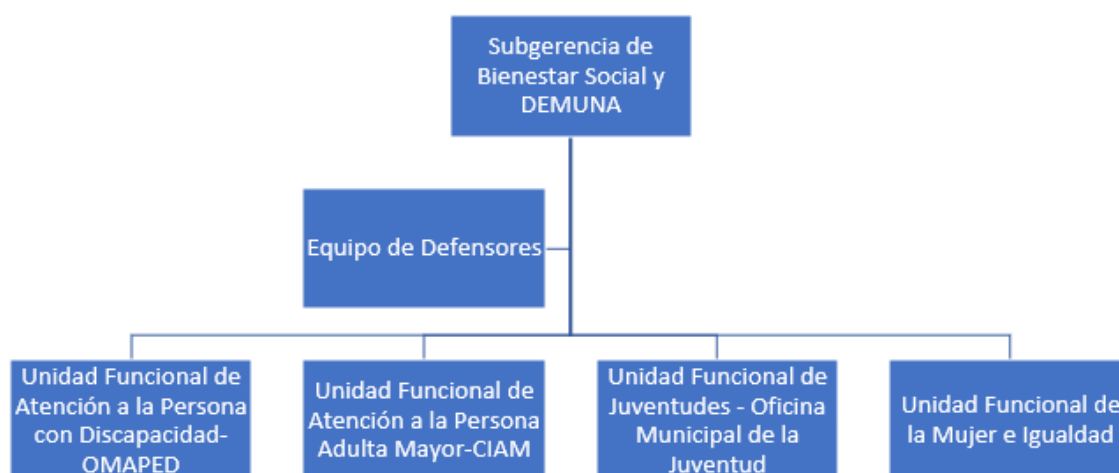 Subgerencia de
Bienestar Social y
DEMUNA
Equipo de Defensores
Unidad Funcional de
Atención a la Persona
con Discapacidad-
OMAPED
Unidad Funcional de
Atención a la Persona
Adulta Mayor-CIAM
Unidad Funcional de
Juventudes - Oficina
Municipal de la
Juventud
Unidad Funcional de
la Mujer e Igualdad